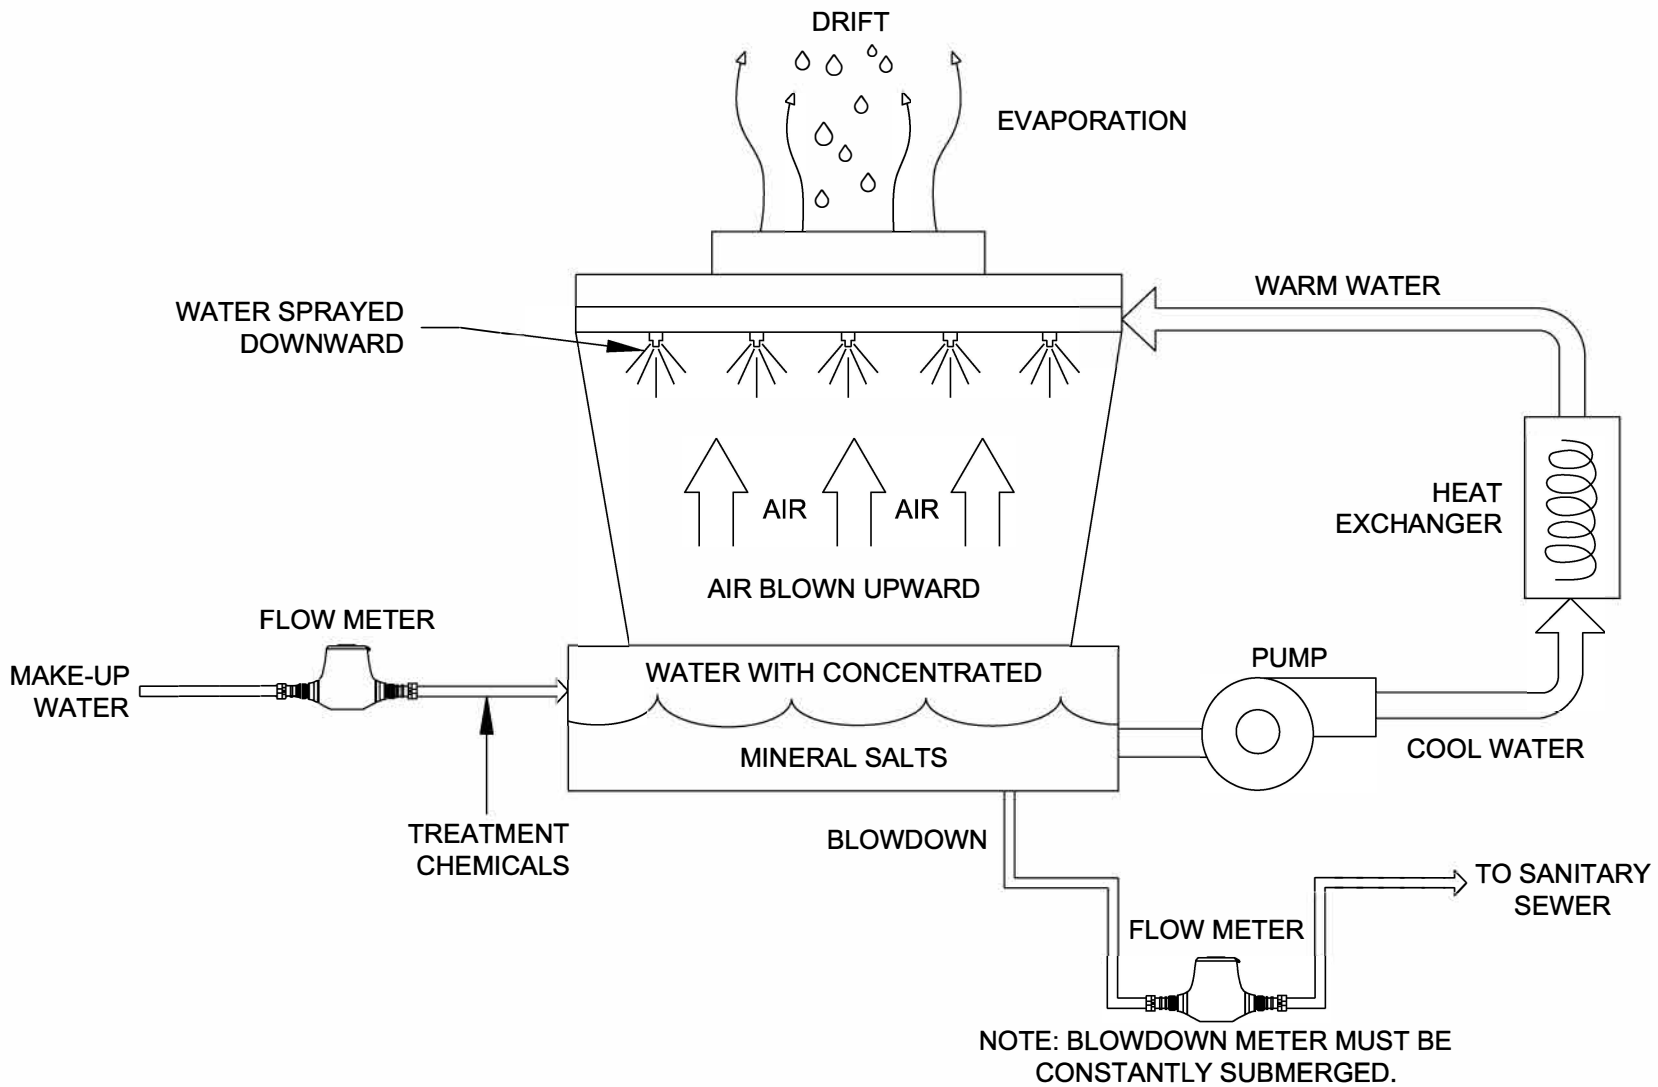 DRIFT
EVAPORATION
WARM WATER
WATER SPRAYED
DOWNWARD
HEAT
EXCHANGER
AIR
AIR
AIR BLOWN UPWARD
FLOW METER
MAKE-UP
WATER
WATER WITH CONCENTRATED
MINERAL SALTS
PUMP
COOL WATER
TREATMENT
CHEMICALS
BLOWDOWN
TO SANITARY
SEWER
FLOW METER
NOTE: BLOWDOWN METER MUST BE
CONSTANTLY SUBMERGED.